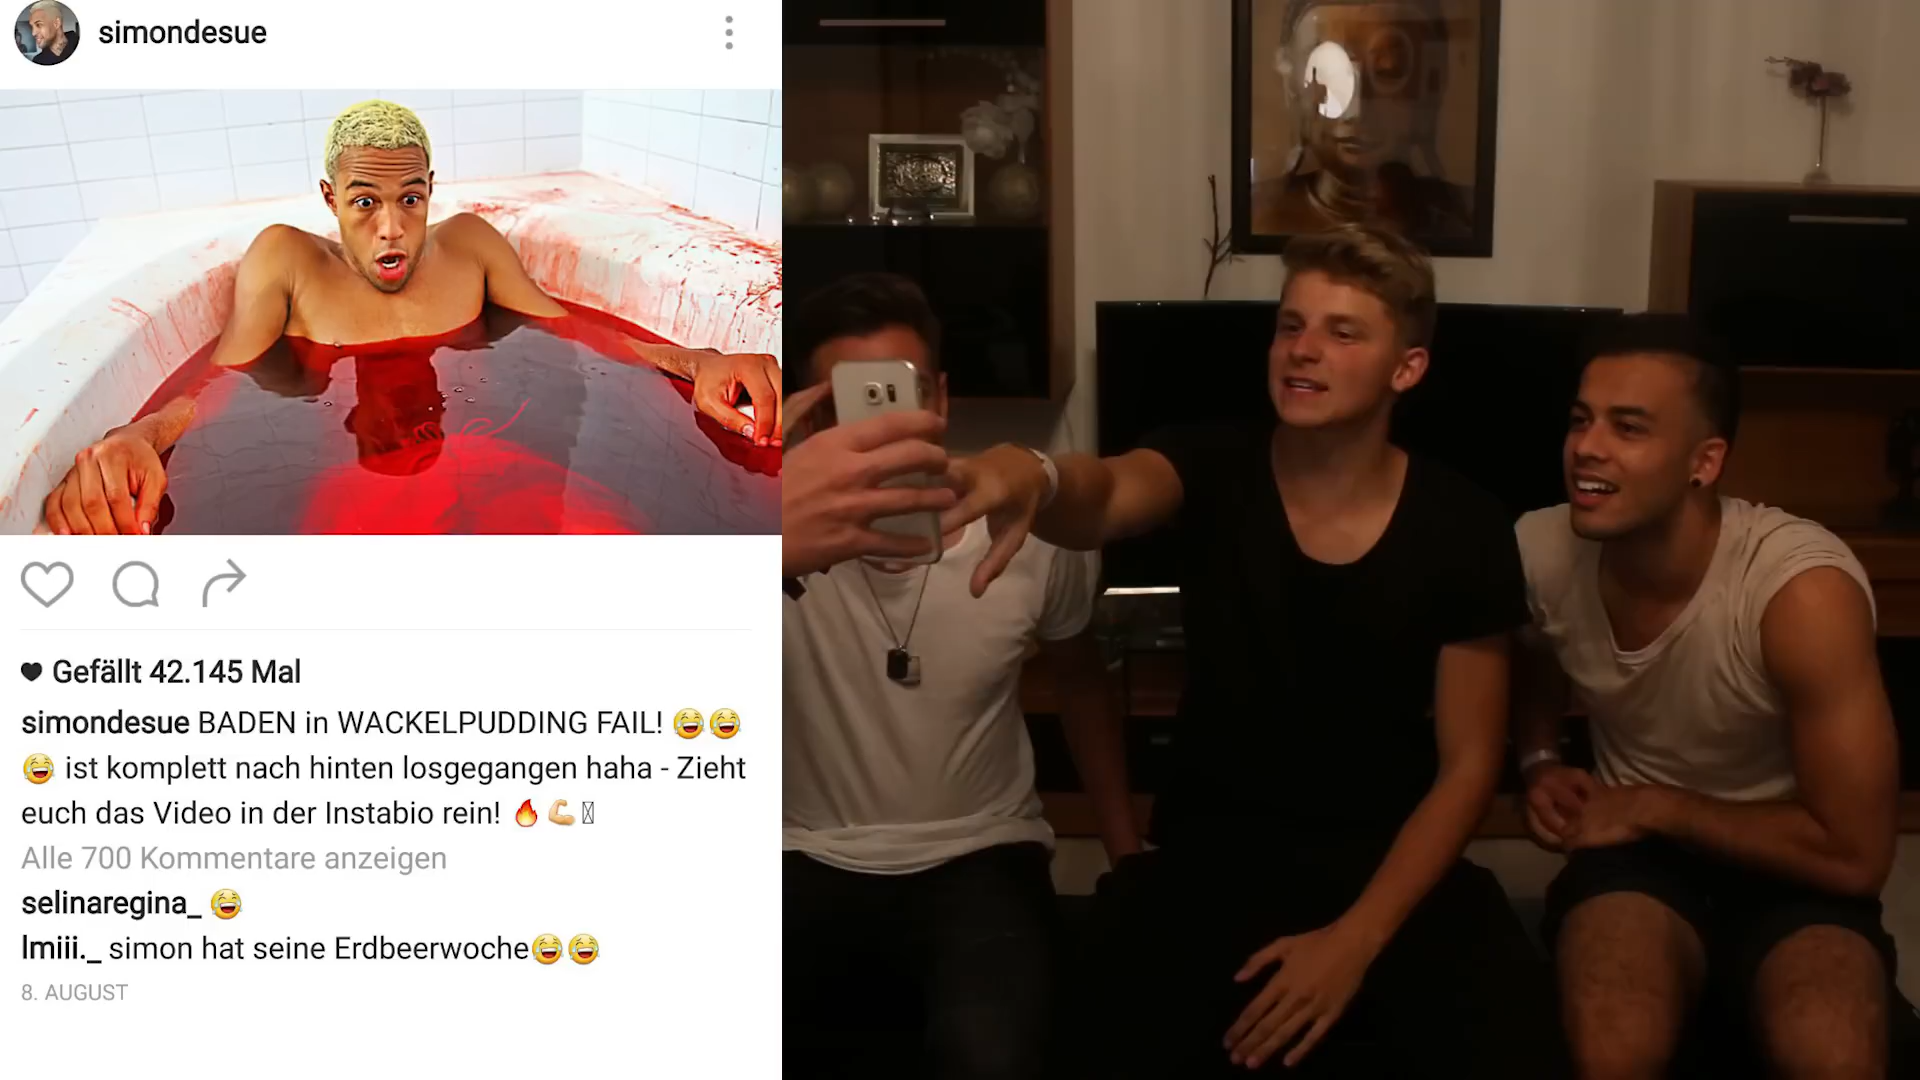 simondesue
Gefällt 42.145 Mal
simondesue BADEN in WACKELPUDDING FAIL! 😂😂
😂 ist komplett nach hinten losgegangen haha - Zieht
euch das Video in der Instabio rein! 🔥💪🏼
Alle 700 Kommentare anzeigen
selinaregina_ 😂
lmiii._ simon hat seine Erdbeerwoche😂😂
8. AUGUST